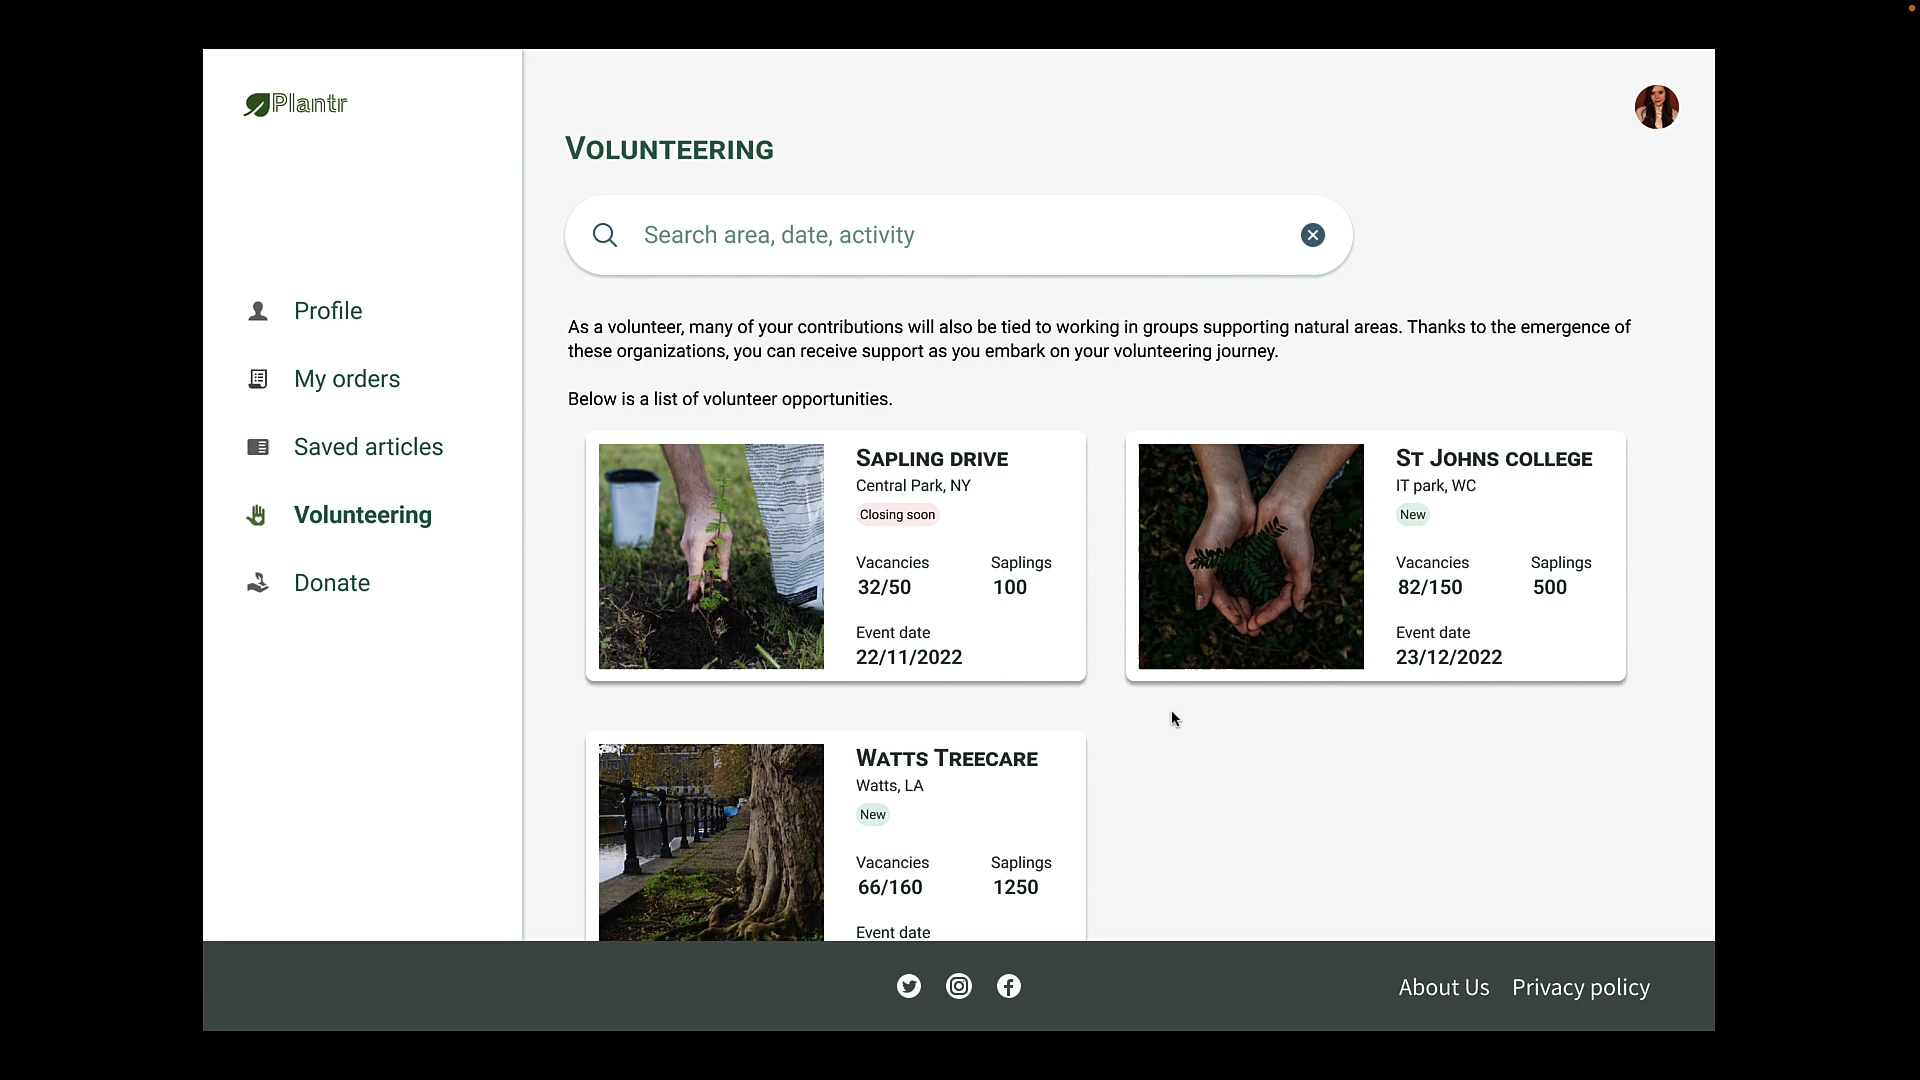 Plantr
Volunteering
Search area, date, activity
Profile
My orders
Saved articles
Volunteering
Donate
As a volunteer, many of your contributions will also be tied to working in groups supporting natural areas. Thanks to the emergence of
these organizations, you can receive support as you embark on your volunteering journey.
Below is a list of volunteer opportunities.
Sapling drive
Central Park, NY
Closing soon
Vacancies Saplings
32/50 100
Event date
22/11/2022
St Johns college
IT park, WC
New
Vacancies Saplings
82/150 500
Event date
23/12/2022
Watts Treecare
Watts, LA
New
Vacancies Saplings
66/160 1250
Event date
About Us Privacy policy